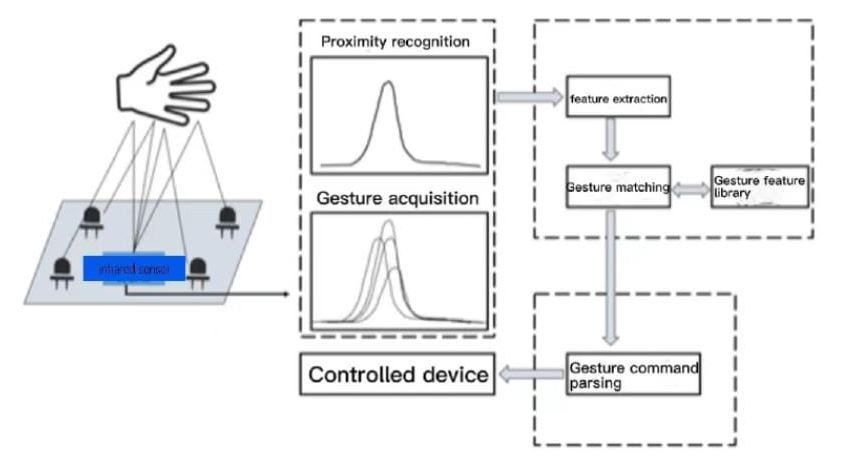 Proximity recognition
feature extraction
Gesture matching
Gesture feature
library
Gesture acquisition
infrared sensor
Controlled device
Gesture command
parsing